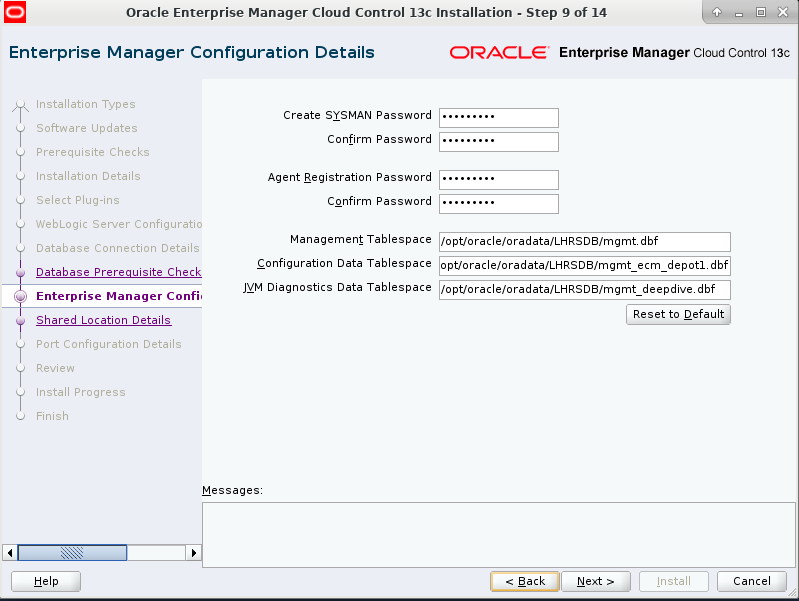 Oracle Enterprise Manager Cloud Control 13c Installation - Step 9 of 14
Enterprise Manager Configuration Details
ORACLE Enterprise Manager Cloud Control 13c
Installation Types
Software Updates
Prerequisite Checks
Installation Details
Select Plug-ins
WebLogic Server Configuratio
Database Connection Details
Database Prerequisite Check
Enterprise Manager Confi
Shared Location Details
Port Configuration Details
Review
Install Progress
Finish
Create SYSMAN Password •••••••••
Confirm Password •••••••••
Agent Registration Password •••••••••
Confirm Password •••••••••
Management Tablespace /opt/oracle/oradata/LHRSDB/mgmt.dbf
Configuration Data Tablespace opt/oracle/oradata/LHRSDB/mgmt_ecm_depot1.dbf
JVM Diagnostics Data Tablespace /opt/oracle/oradata/LHRSDB/mgmt_deepdive.dbf
Reset to Default
Messages:
Help
< Back
Next >
Install
Cancel